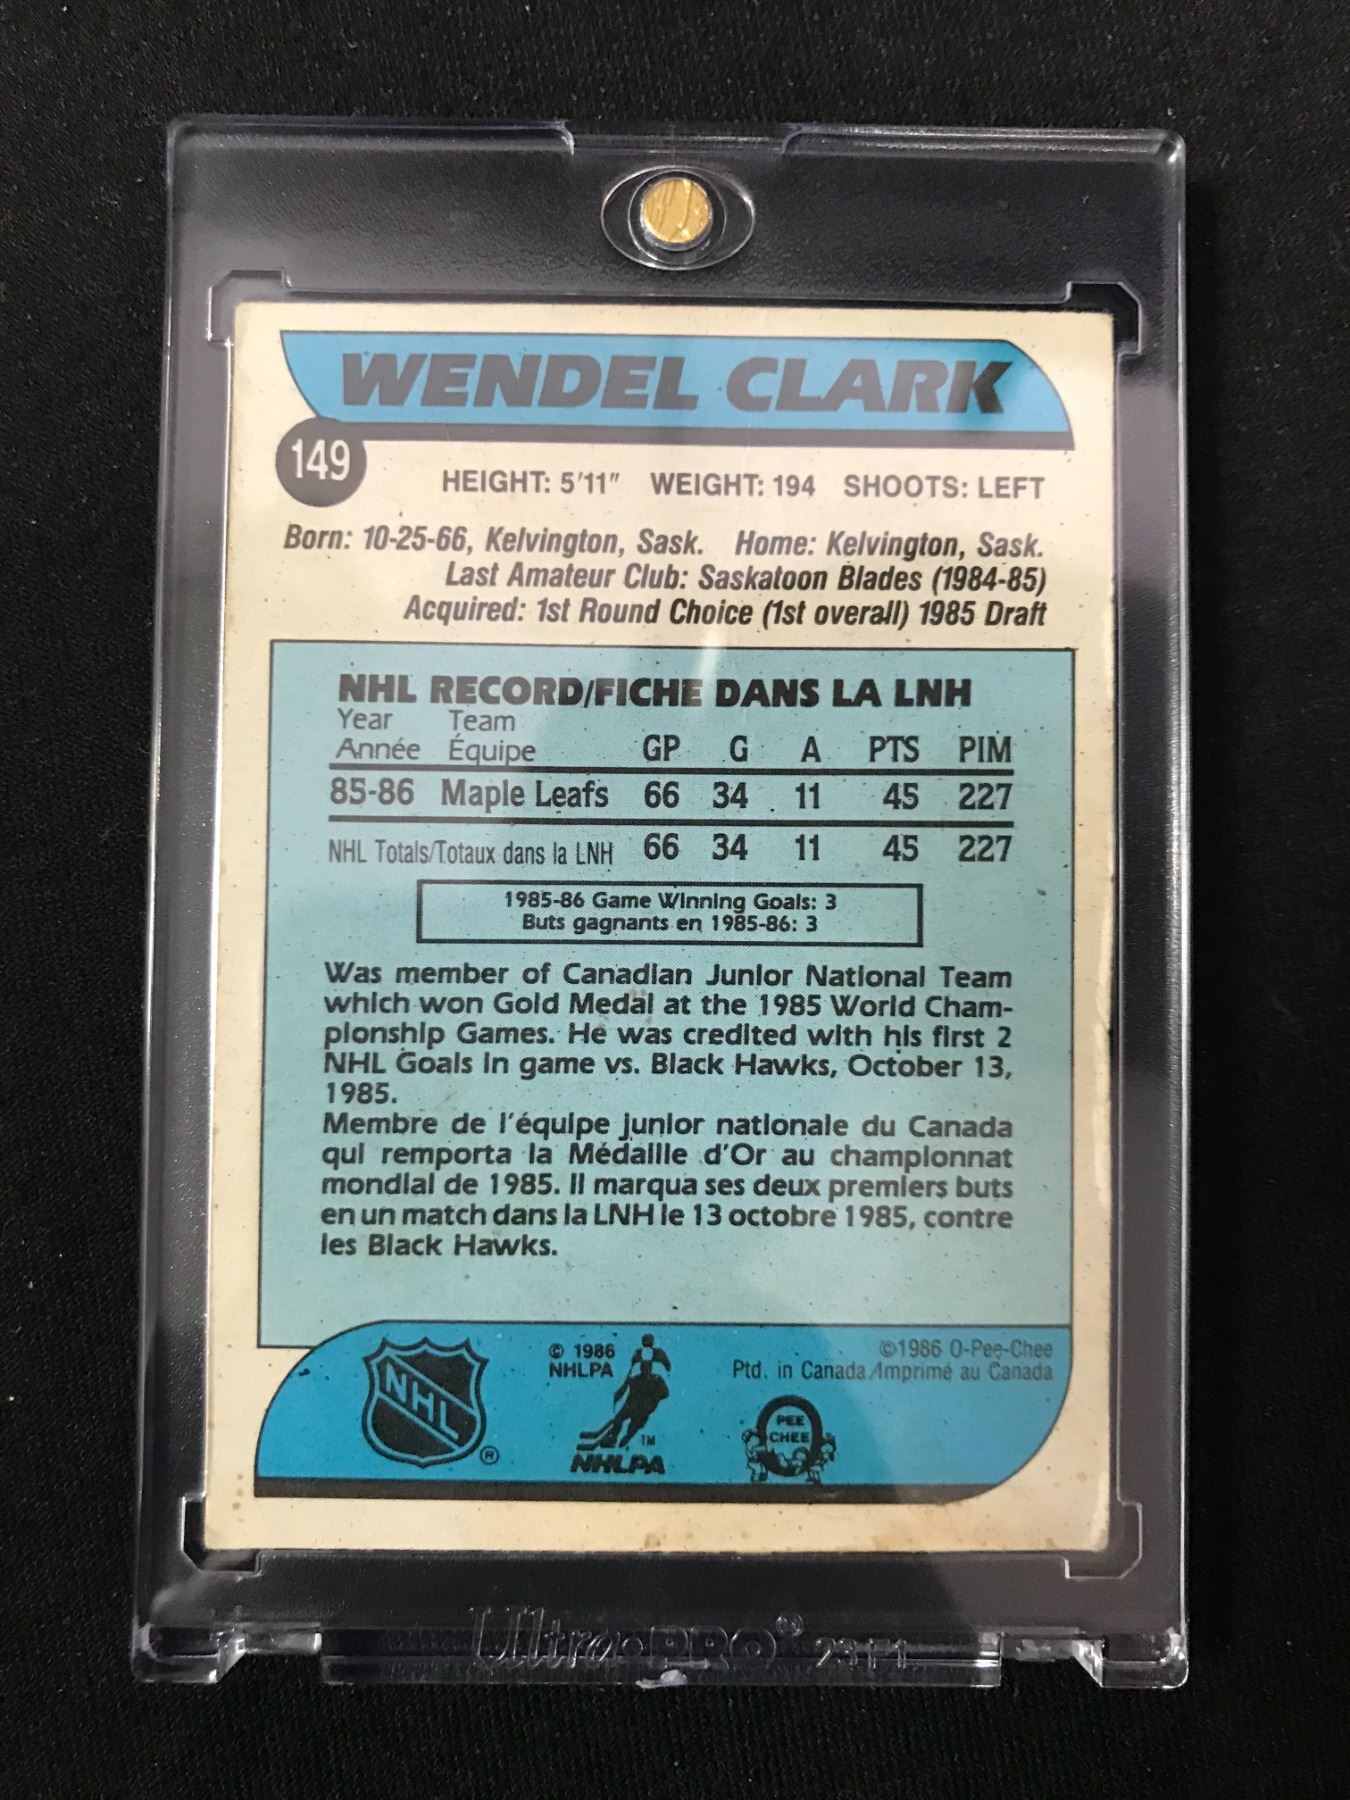 WENDEL CLARK
149
HEIGHT: 5'11" WEIGHT: 194 SHOOTS: LEFT
Born: 10-25-66, Kelvington, Sask. Home: Kelvington, Sask.
Last Amateur Club: Saskatoon Blades (1984-85)
Acquired: 1st Round Choice (1st overall) 1985 Draft
NHL RECORD/FICHE DANS LA LNH
Year Team
Année Équipe GP G A PTS PIM
85-86 Maple Leafs 66 34 11 45 227
NHL Totals/Totaux dans la LNH 66 34 11 45 227
1985-86 Game Winning Goals: 3
Buts gagnants en 1985-86: 3
Was member of Canadian Junior National Team
which won Gold Medal at the 1985 World Cham-
pionship Games. He was credited with his first 2
NHL Goals in game vs. Black Hawks, October 13,
1985.
Membre de l'équipe junior nationale du Canada
qui remporta la Médaille d'Or au championnat
mondial de 1985. Il marqua ses deux premiers buts
en un match dans la LNH le 13 octobre 1985, contre
les Black Hawks.
NHL ®
© 1986
NHLPA
TM
NHLPA
©1986 O-Pee-Chee
Ptd. in Canada/Imprimé au Canada
PEE
CHEE
Ultra•PRO®